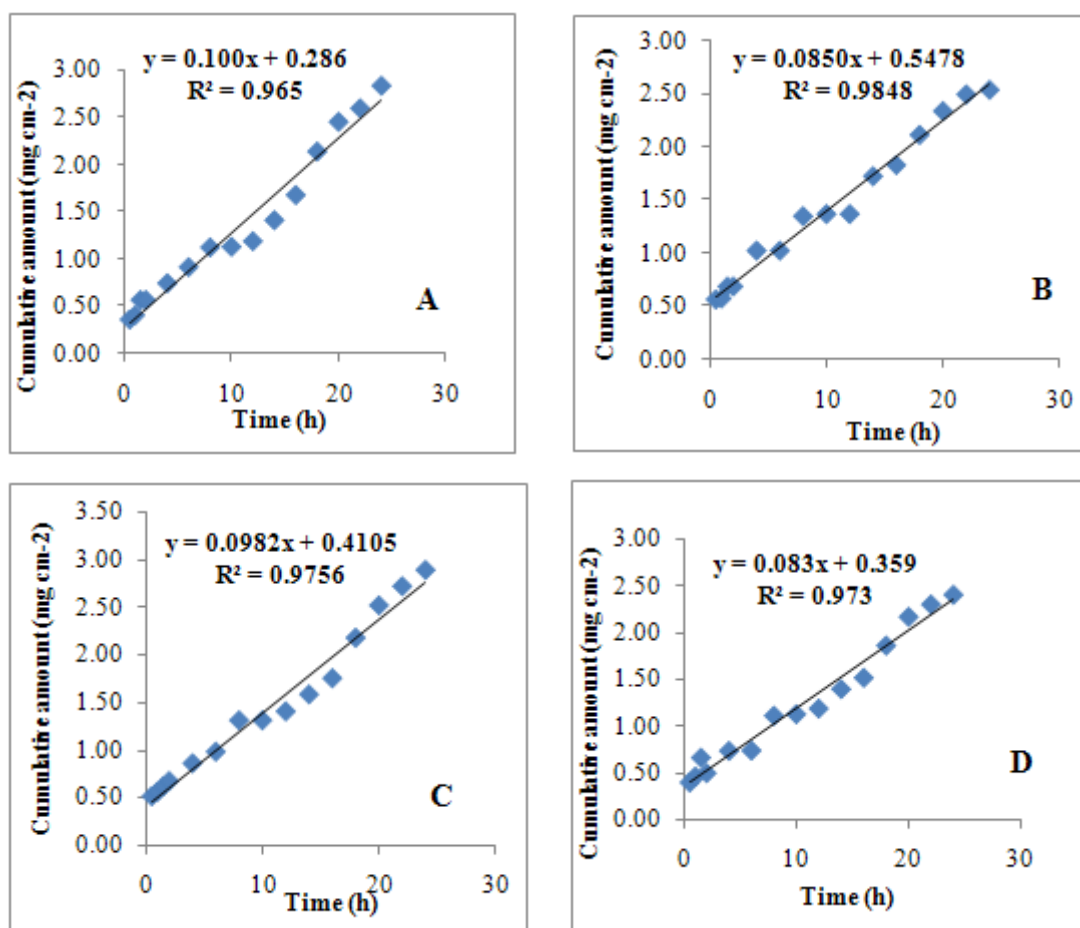 y = 0.100x + 0.286
R² = 0.965
Cumulative amount (mg cm-2)
3.00
2.50
2.00
1.50
1.00
0.50
0.00
0 10 20 30
Time (h)
A
y = 0.0850x + 0.5478
R² = 0.9848
Cumulative amount (mg cm-2)
3.00
2.50
2.00
1.50
1.00
0.50
0.00
0 10 20 30
Time (h)
B
y = 0.0982x + 0.4105
R² = 0.9756
Cumulative amount (mg cm-2)
3.50
3.00
2.50
2.00
1.50
1.00
0.50
0.00
0 10 20 30
Time (h)
C
y = 0.083x + 0.359
R² = 0.973
Cumulative amount (mg cm-2)
3.00
2.50
2.00
1.50
1.00
0.50
0.00
0 10 20 30
Time (h)
D